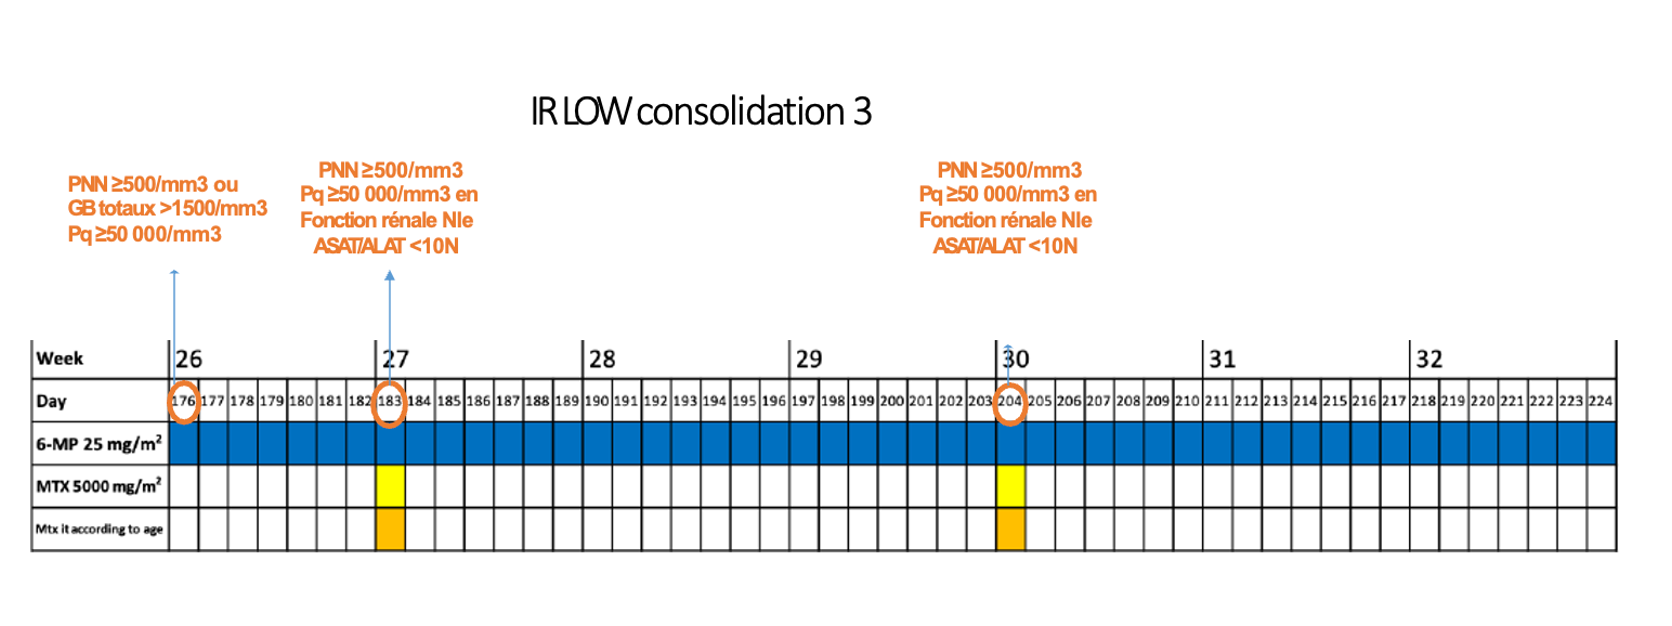 IR LOW consolidation 3
PNN ≥500/mm3 ou
GB totaux >1500/mm3
Pq ≥50 000/mm3
PNN ≥500/mm3
Pq ≥50 000/mm3 en
Fonction rénale Nle
ASAT/ALAT <10N
PNN ≥500/mm3
Pq ≥50 000/mm3 en
Fonction rénale Nle
ASAT/ALAT <10N
Week 26 27 28 29 30 31 32
Day 176 177 178 179 180 181 182 183 184 185 186 187 188 189 190 191 192 193 194 195 196 197 198 199 200 201 202 203 204 205 206 207 208 209 210 211 212 213 214 215 216 217 218 219 220 221 222 223 224
6-MP 25 mg/m²
MTX 5000 mg/m²
Mtx it according to age